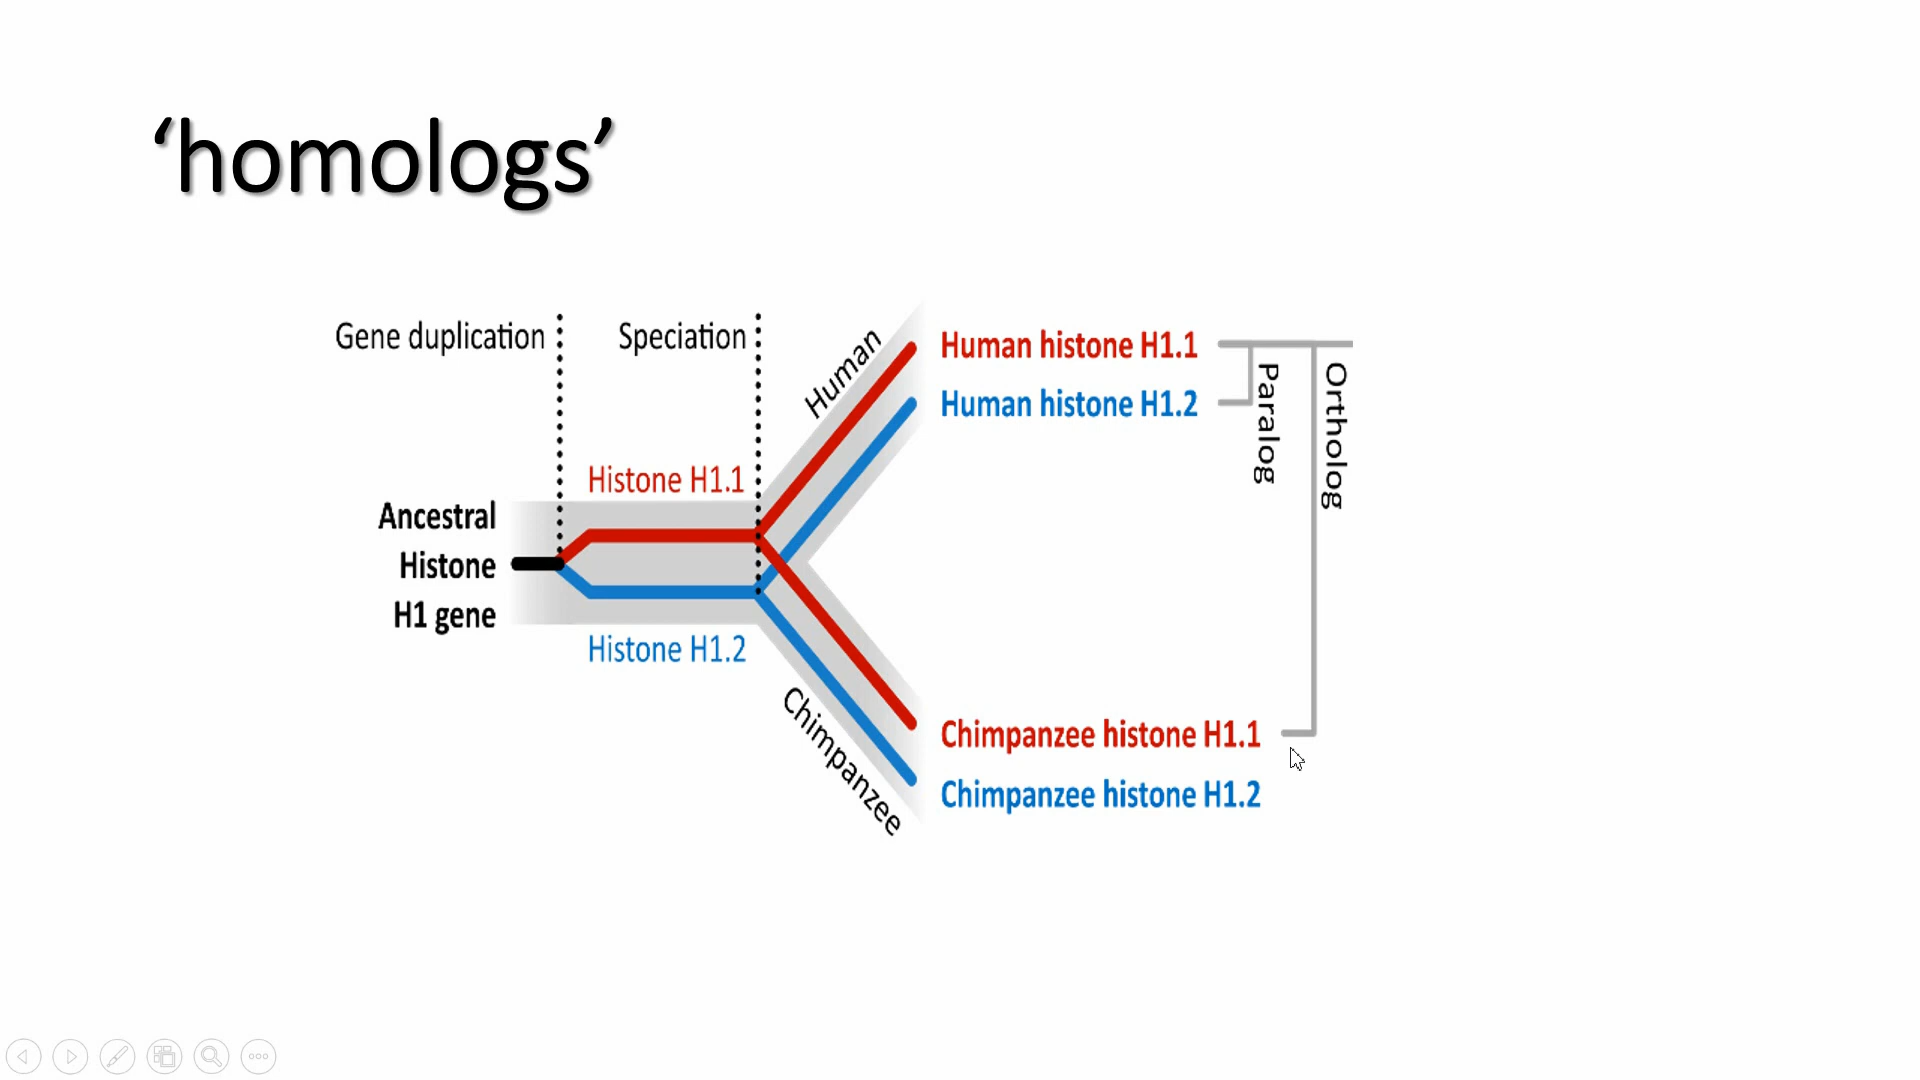 ‘homologs’
Gene duplication
Speciation
Human
Human histone H1.1
Human histone H1.2
Paralog
Ortholog
Histone H1.1
Ancestral
Histone
H1 gene
Histone H1.2
Chimpanzee
Chimpanzee histone H1.1
Chimpanzee histone H1.2